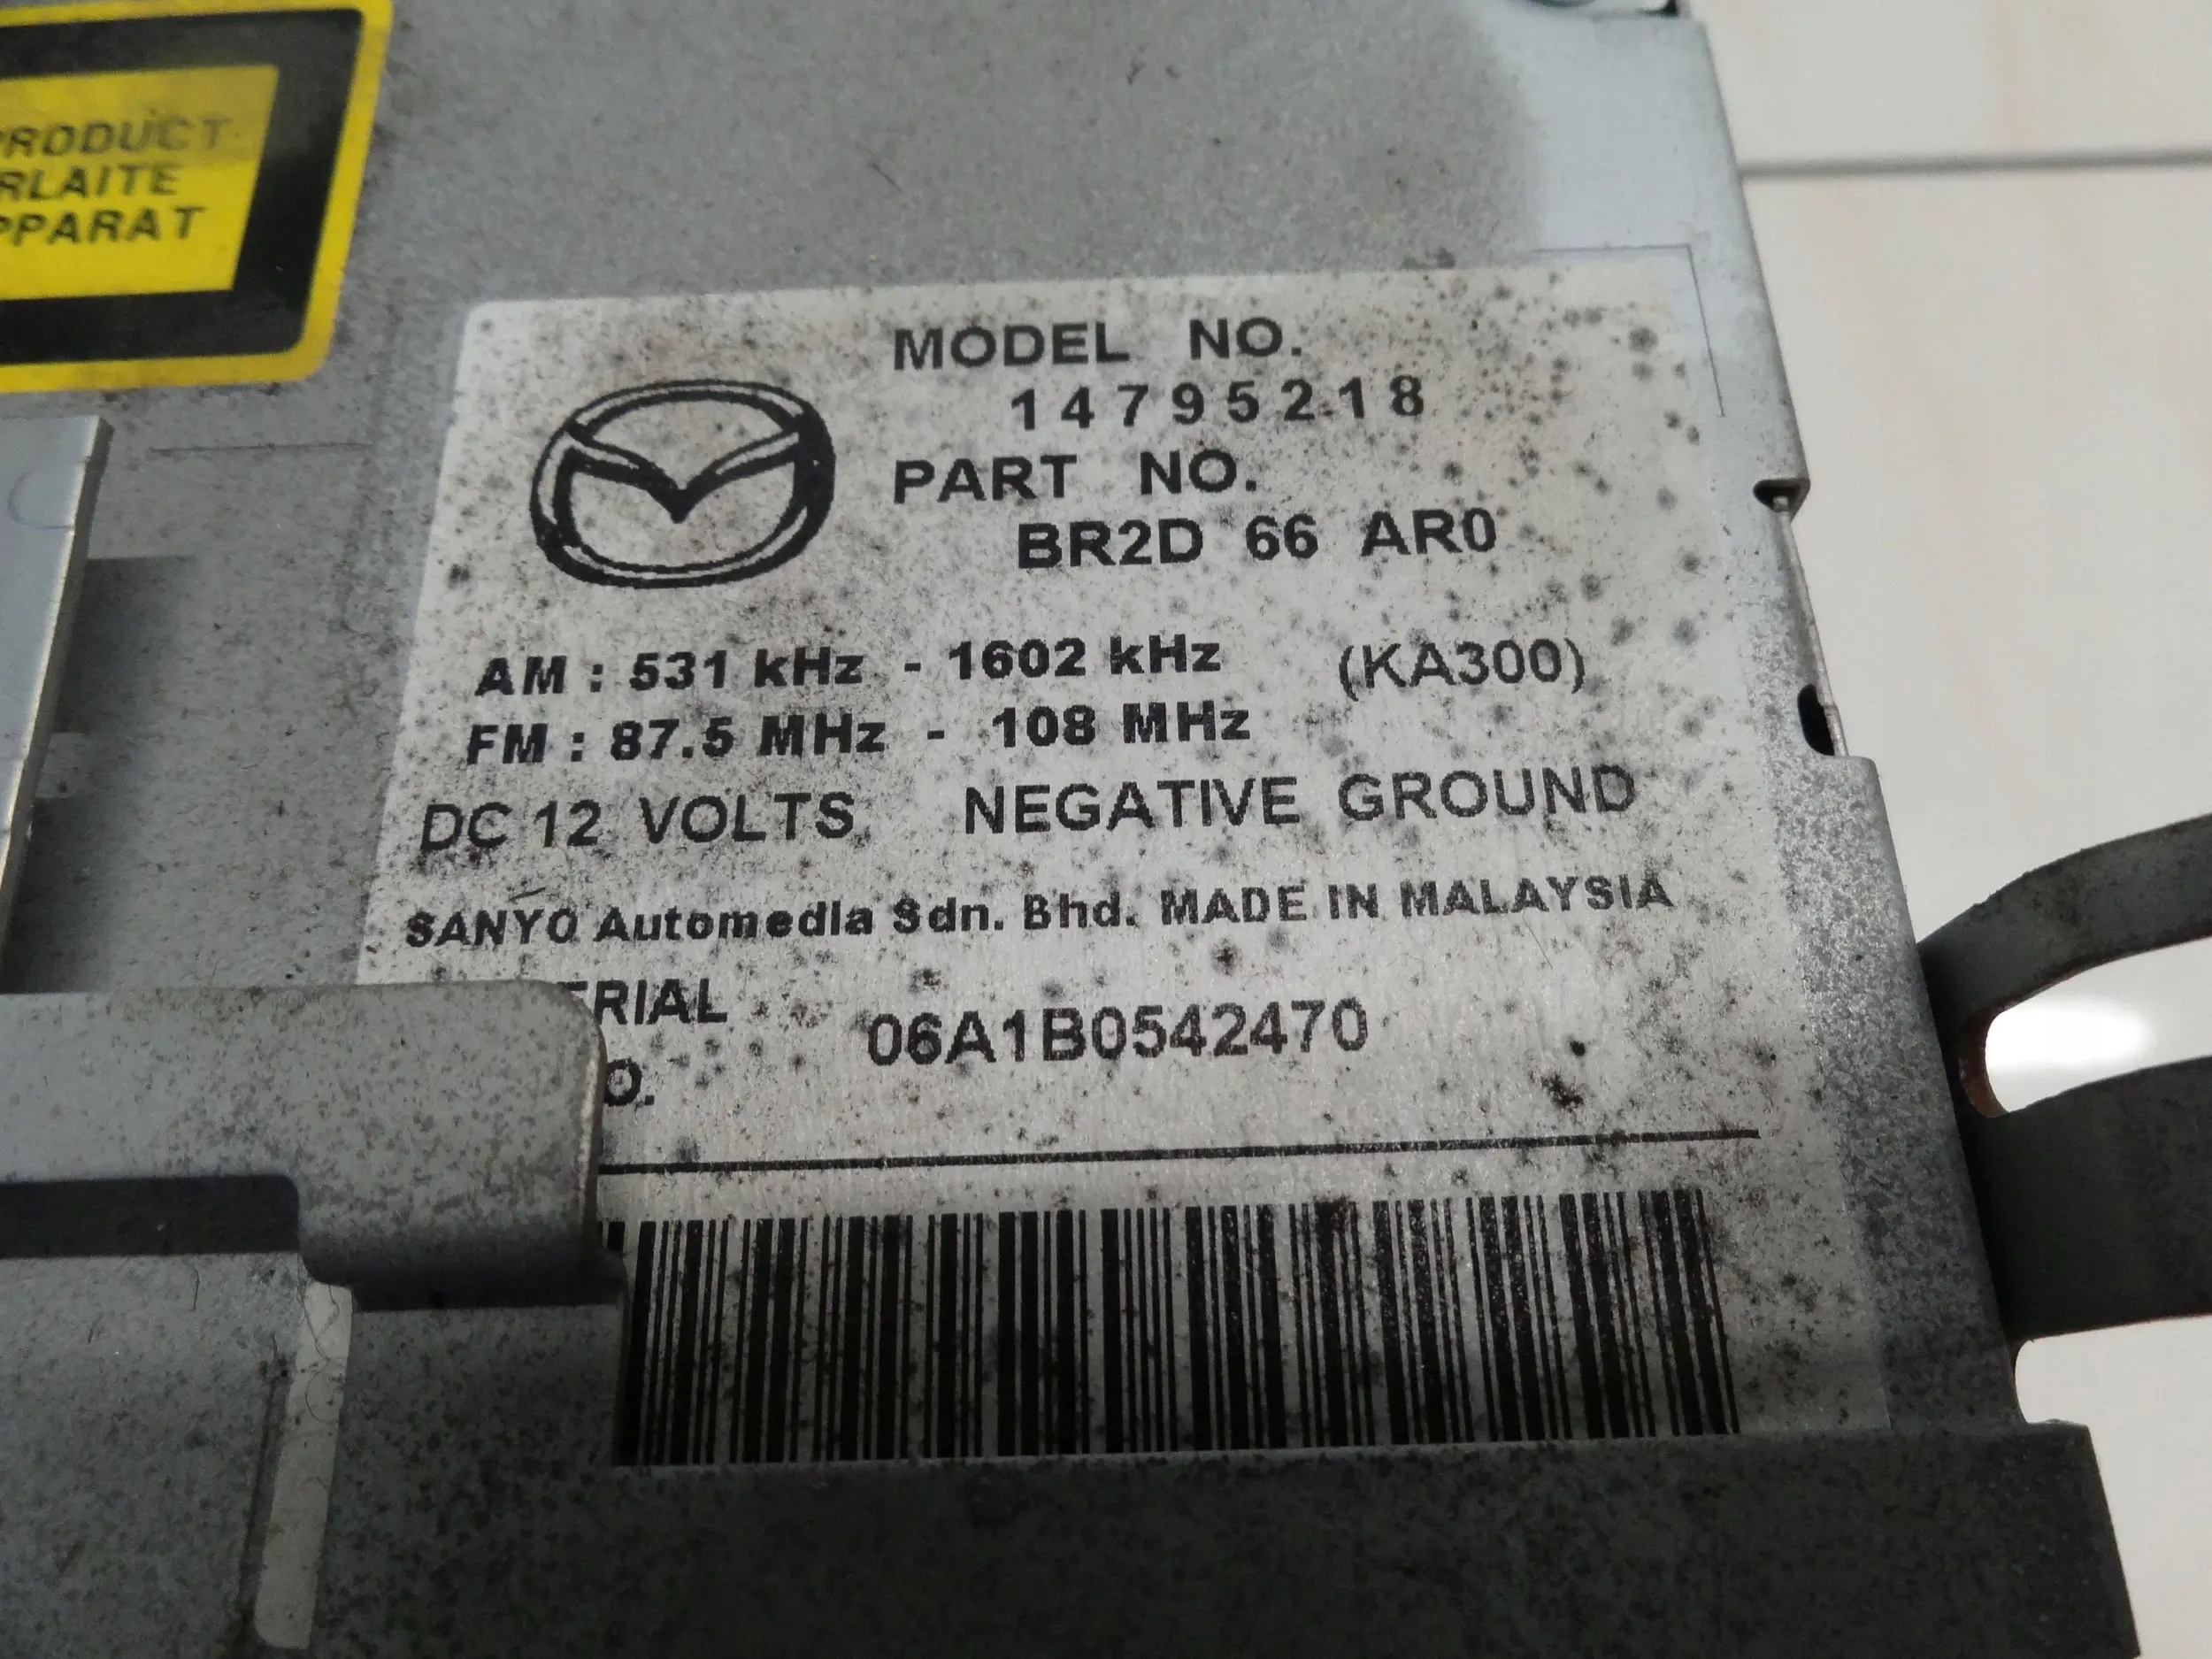 PRODUCT
RLAITE
PPARAT
MODEL NO.
14795218
PART NO.
BR2D 66 AR0
AM : 531 kHz - 1602 kHz (KA300)
FM : 87.5 MHz - 108 MHz
DC 12 VOLTS NEGATIVE GROUND
SANYO Automedia Sdn. Bhd. MADE IN MALAYSIA
ERIAL
O.
06A1B0542470